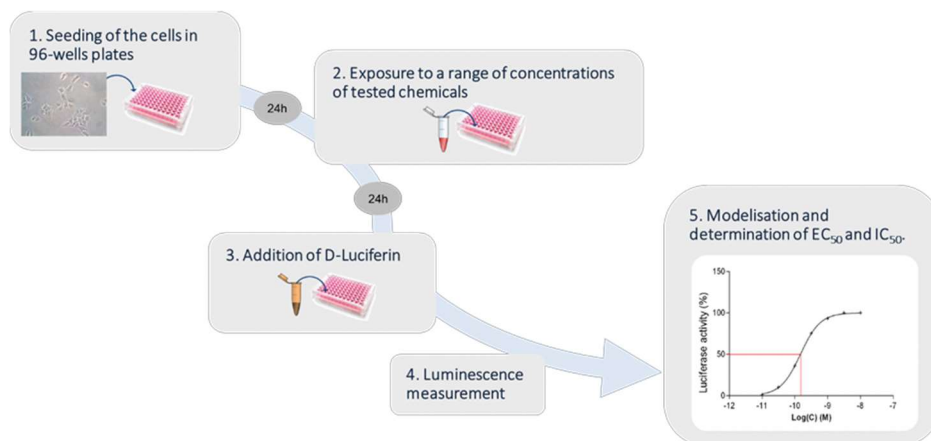 1. Seeding of the cells in
96-wells plates
24h
2. Exposure to a range of concentrations
of tested chemicals
24h
3. Addition of D-Luciferin
4. Luminescence
measurement
5. Modelisation and
determination of EC50 and IC50.
Luciferase activity (%)
150
100
50
0
-12 -11 -10 -9 -8 -7
Log(C) (M)